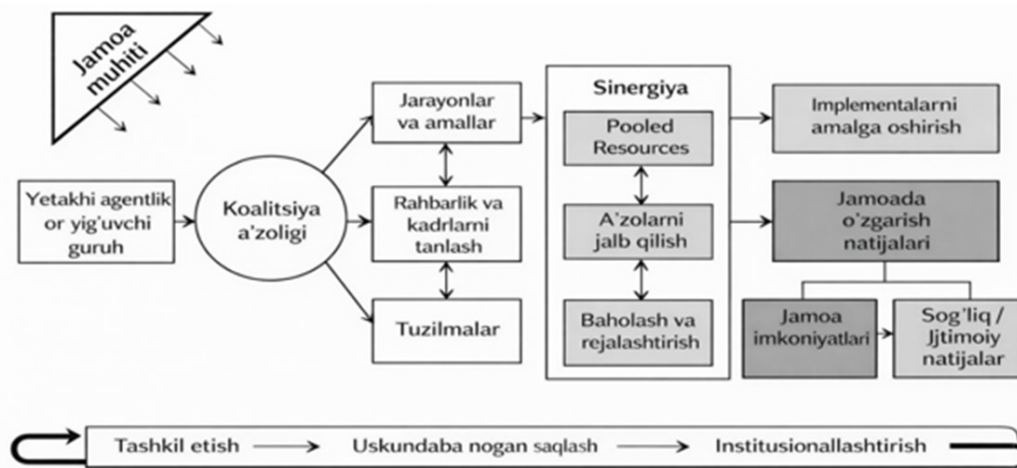 Jamoa
muhiti
Yetakhi agentlik
or yig'uvchi
guruh
Koalitsiya
a'zoligi
Jarayonlar
va amallar
Rahbarlik va
kadrlarni
tanlash
Tuzilmalar
Sinergiya
Pooled
Resources
A'zolarni
jalb qilish
Baholash va
rejalashtirish
Implementalarni
amalga oshirish
Jamoada
o'zgarish
natijalari
Jamoa
imkoniyatlari
Sog'liq /
Jjtimoiy
natijalar
Tashkil etish
Uskundaba nogan saqlash
Institusionallashtirish